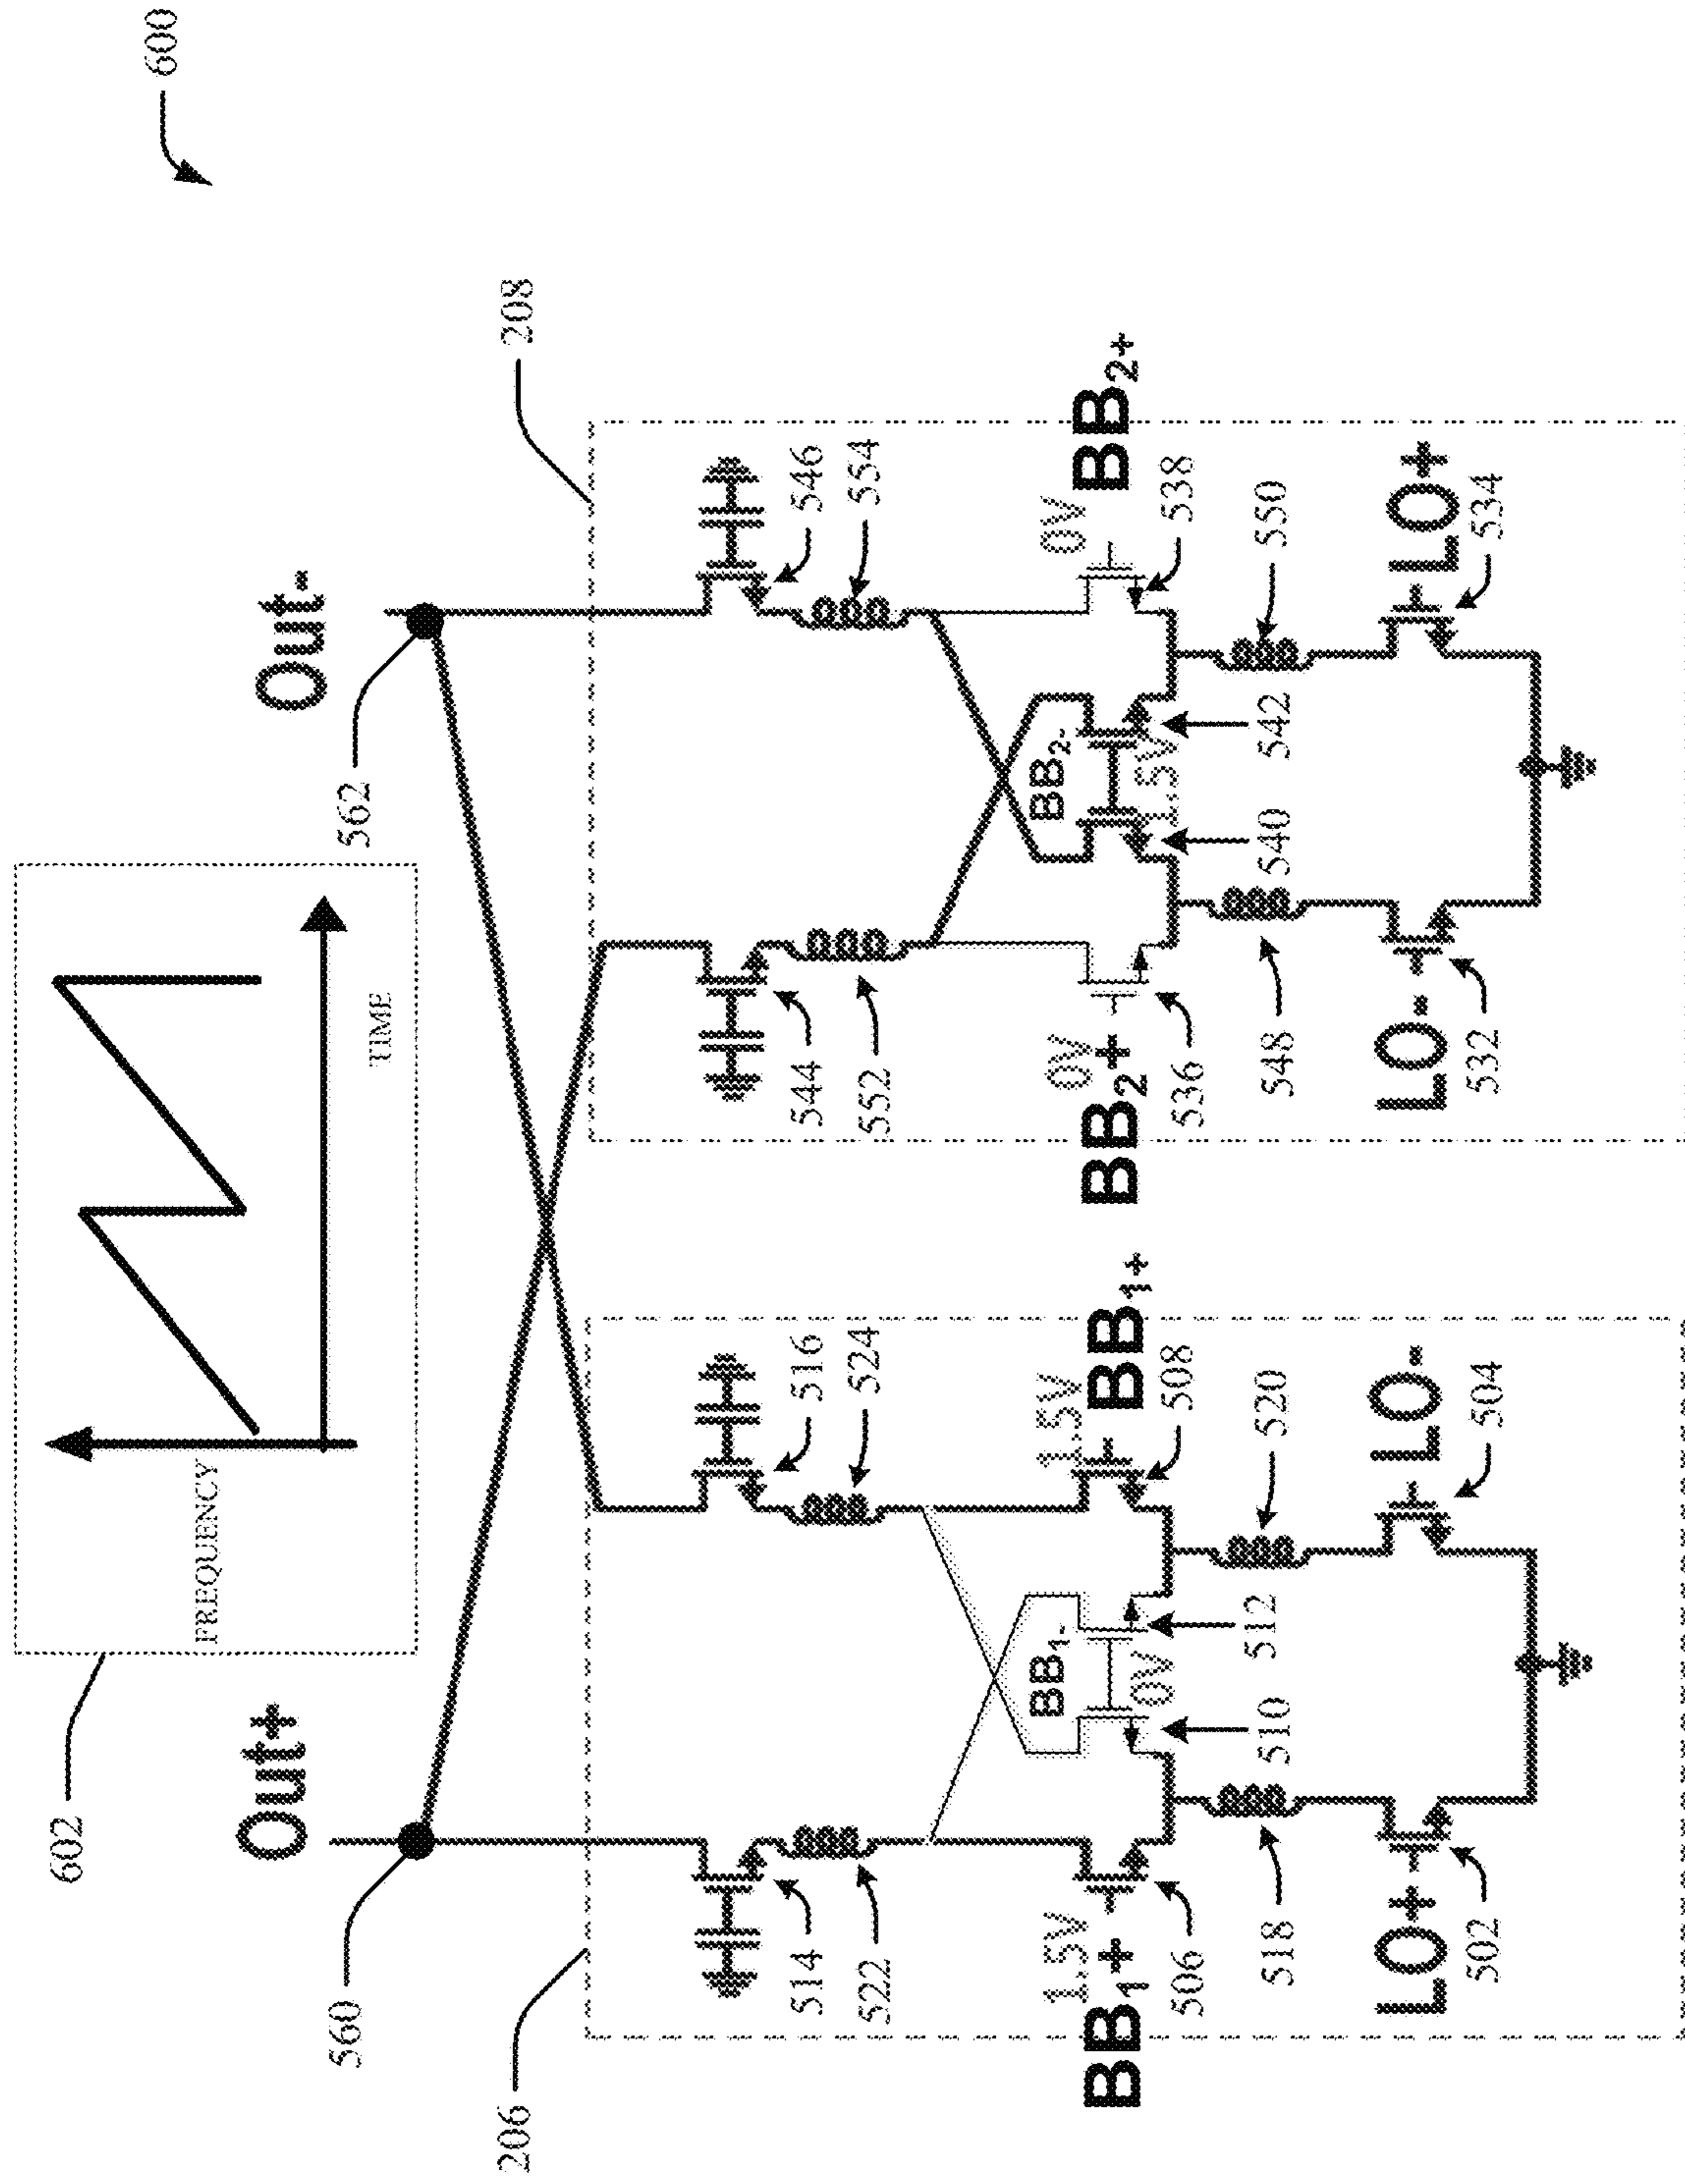 600
602
FREQUENCY
TIME
Out+
Out-
560
562
206
208
514
516
522
524
1.5V
1.5V
BB1+
BB1-
BB1+
0V
506
510
512
508
518
520
LO+
LO-
502
504
544
546
552
554
0V
0V
BB2+
BB2-
BB2+
1.5V
536
540
542
538
548
550
LO-
LO+
532
534